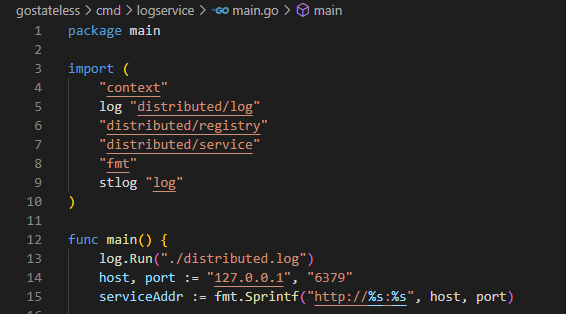 gostateless > cmd > logservice > GO main.go > main
1 package main
2
3 import (
4 "context"
5 log "distributed/log"
6 "distributed/registry"
7 "distributed/service"
8 "fmt"
9 stlog "log"
10 )
11
12 func main() {
13 log.Run("./distributed.log")
14 host, port := "127.0.0.1", "6379"
15 serviceAddr := fmt.Sprintf("http://%s:%s", host, port)